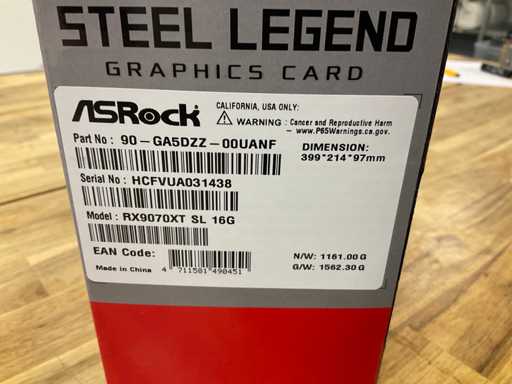 STEEL LEGEND
GRAPHICS CARD
ASRock
CALIFORNIA, USA ONLY:
⚠ WARNING : Cancer and Reproductive Harm
– www.P65Warnings.ca.gov.
Part No : 90-GA5DZZ-00UANF
DIMENSION:
399*214*97mm
Serial No : HCFVUA031438
Model : RX9070XT SL 16G
EAN Code:
Made in China
4 711581 490451
N/W: 1161.00G
G/W: 1562.30G